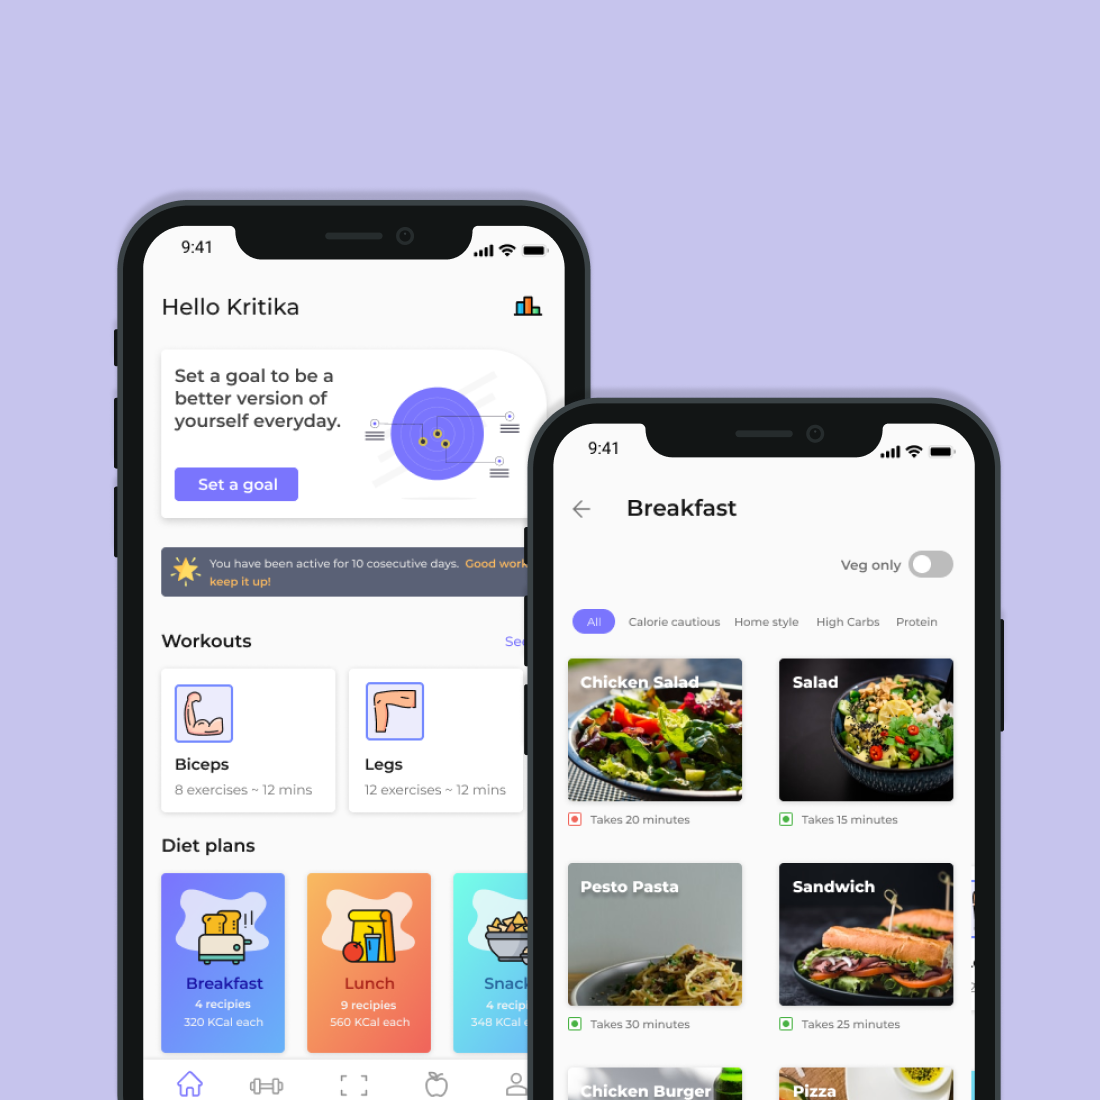 9:41
Hello Kritika
Set a goal to be a
better version of
yourself everyday.
Set a goal
You have been active for 10 cosecutive days. Good work
keep it up!
Workouts
Biceps
8 exercises ~ 12 mins
Legs
12 exercises ~ 12 mins
Diet plans
Breakfast
4 recipies
320 KCal each
Lunch
9 recipies
560 KCal each
Snack
4 recipi
348 KCal e
9:41
Breakfast
Veg only
All Calorie cautious Home style High Carbs Protein
Chicken Salad
Takes 20 minutes
Salad
Takes 15 minutes
Pesto Pasta
Takes 30 minutes
Sandwich
Takes 25 minutes
Chicken Burger
Pizza